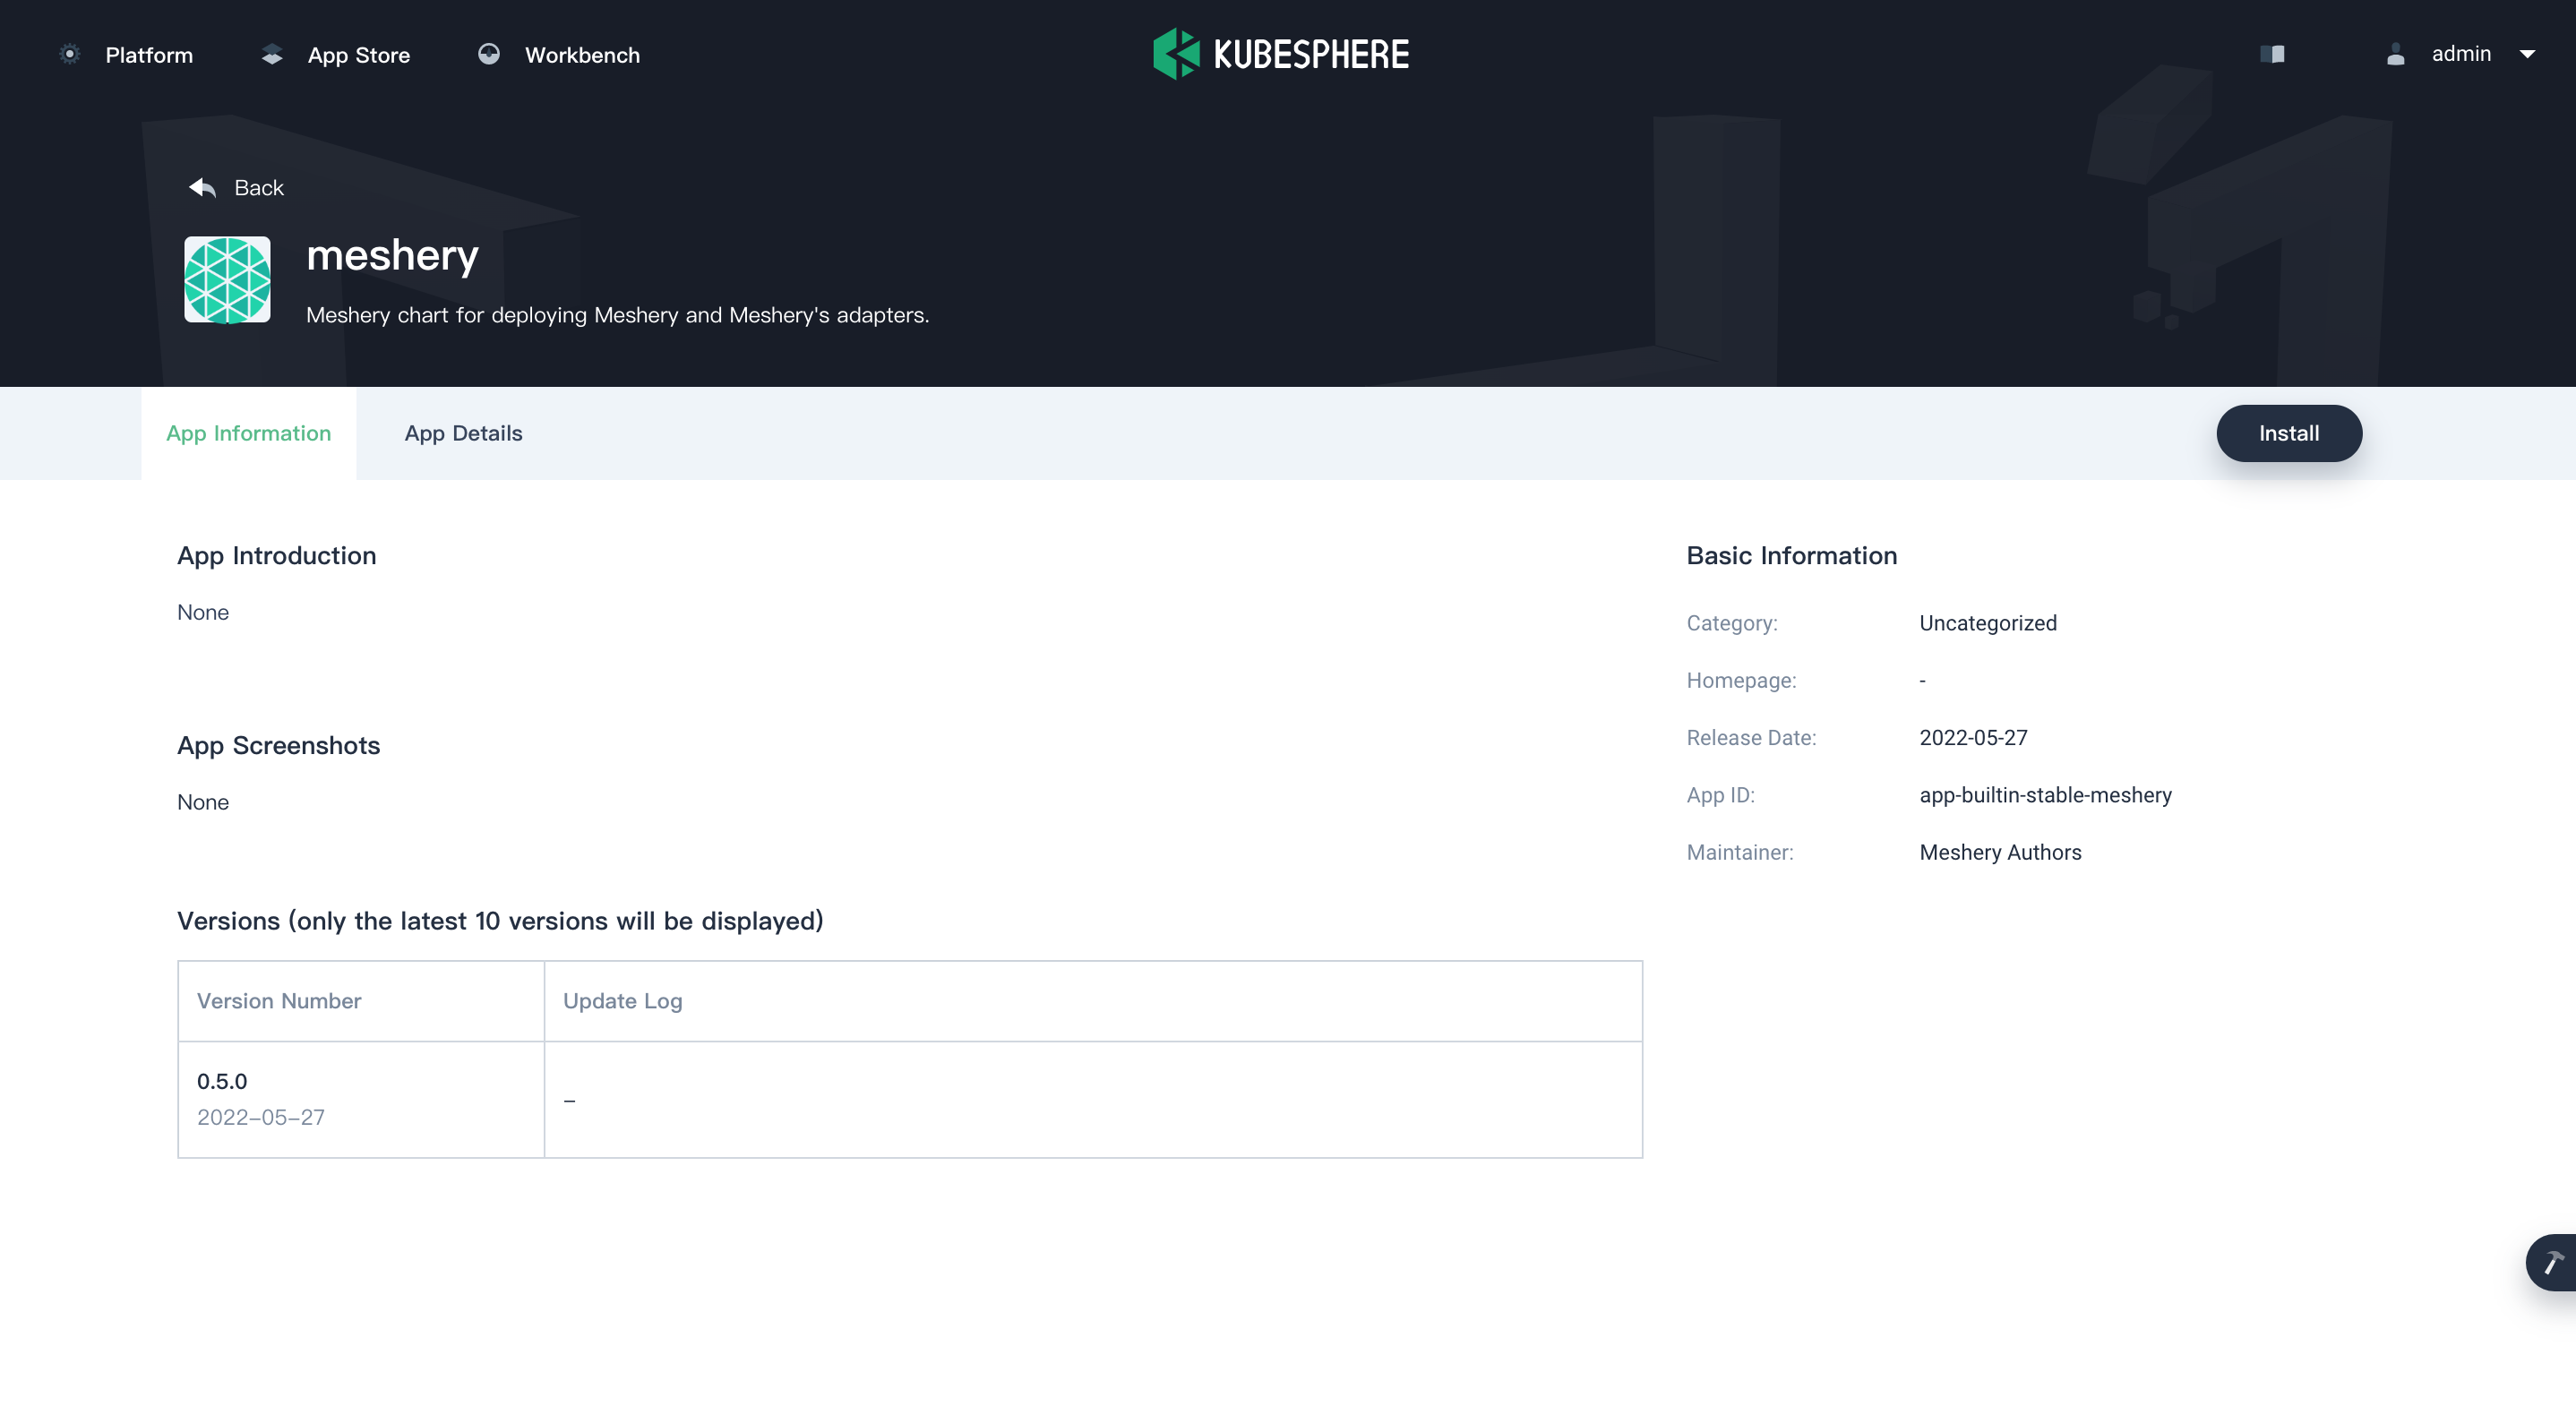 Platform App Store Workbench KUBESPHERE admin
Back
meshery
Meshery chart for deploying Meshery and Meshery's adapters.
App Information App Details Install
App Introduction
None
App Screenshots
None
Versions (only the latest 10 versions will be displayed)
Version Number Update Log
0.5.0
2022-05-27
-
Basic Information
Category: Uncategorized
Homepage: -
Release Date: 2022-05-27
App ID: app-builtin-stable-meshery
Maintainer: Meshery Authors